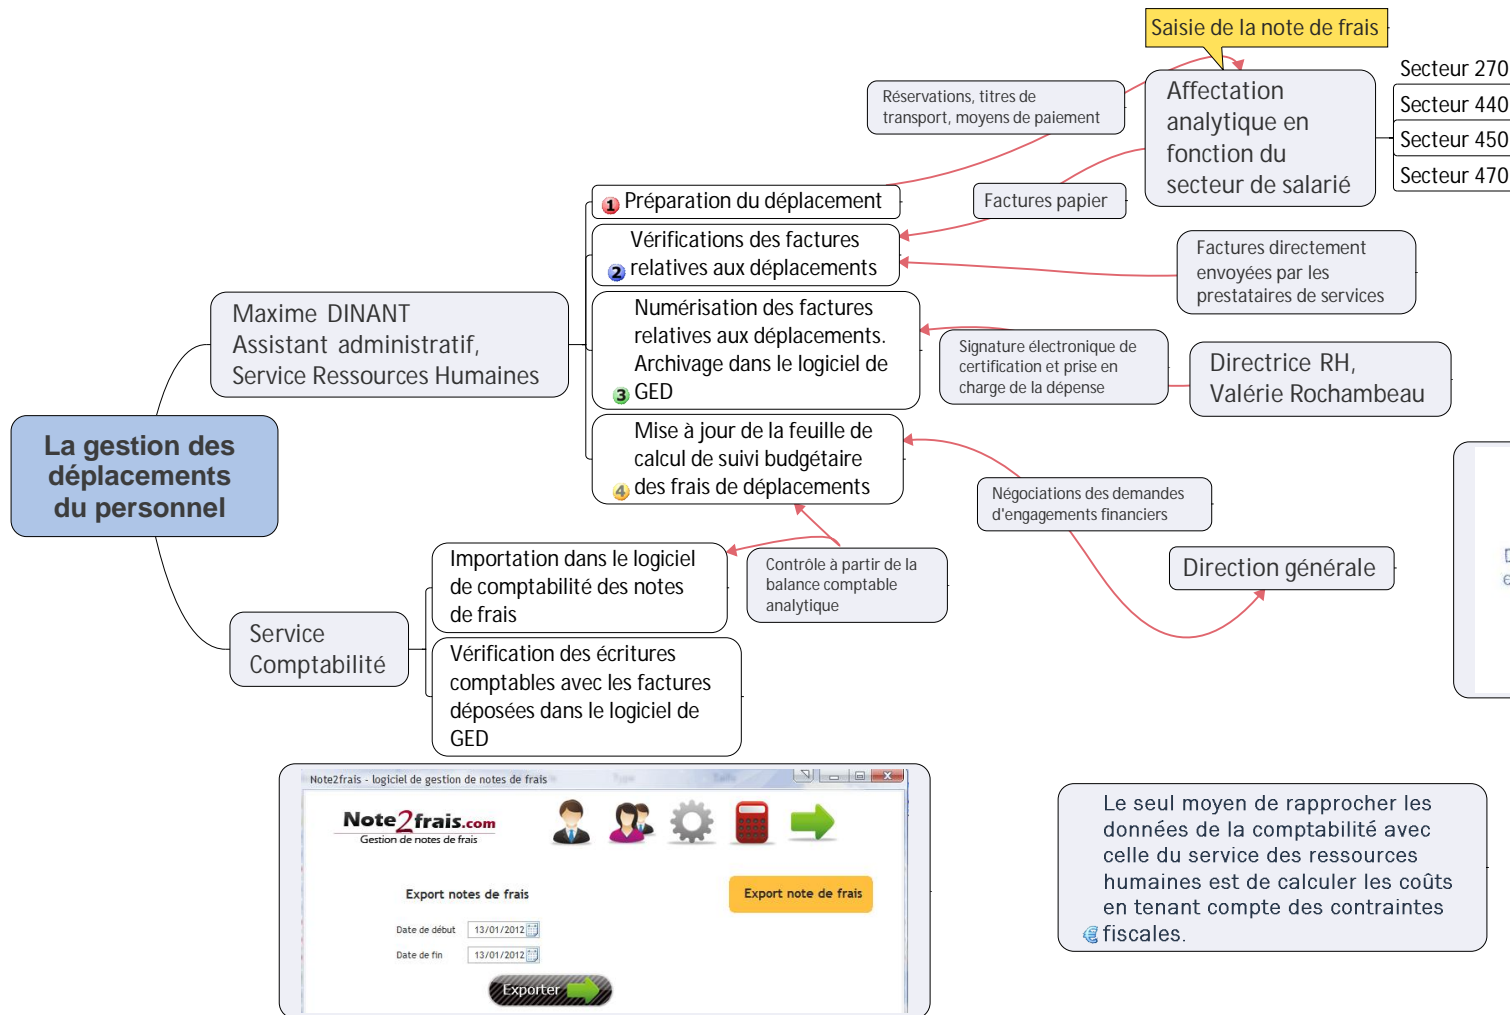 Saisie de la note de frais
Affectation
analytique en
fonction du
secteur de salarié
Secteur 270
Secteur 440
Secteur 450
Secteur 470
Réservations, titres de
transport, moyens de paiement
Factures papier
Factures directement
envoyées par les
prestataires de services
1 Préparation du déplacement
Vérifications des factures
2 relatives aux déplacements
Numérisation des factures
relatives aux déplacements.
Archivage dans le logiciel de
3 GED
Mise à jour de la feuille de
calcul de suivi budgétaire
4 des frais de déplacements
Signature électronique de
certification et prise en
charge de la dépense
Directrice RH,
Valérie Rochambeau
Négociations des demandes
d'engagements financiers
Direction générale
Maxime DINANT
Assistant administratif,
Service Ressources Humaines
La gestion des
déplacements
du personnel
Service
Comptabilité
Importation dans le logiciel
de comptabilité des notes
de frais
Contrôle à partir de la
balance comptable
analytique
Vérification des écritures
comptables avec les factures
déposées dans le logiciel de
GED
Note2frais - logiciel de gestion de notes de frais
Note2frais.com
Gestion de notes de frais
Export notes de frais
Export note de frais
Date de début 13/01/2012
Date de fin 13/01/2012
Exporter
Le seul moyen de rapprocher les
données de la comptabilité avec
celle du service des ressources
humaines est de calculer les coûts
en tenant compte des contraintes
€ fiscales.